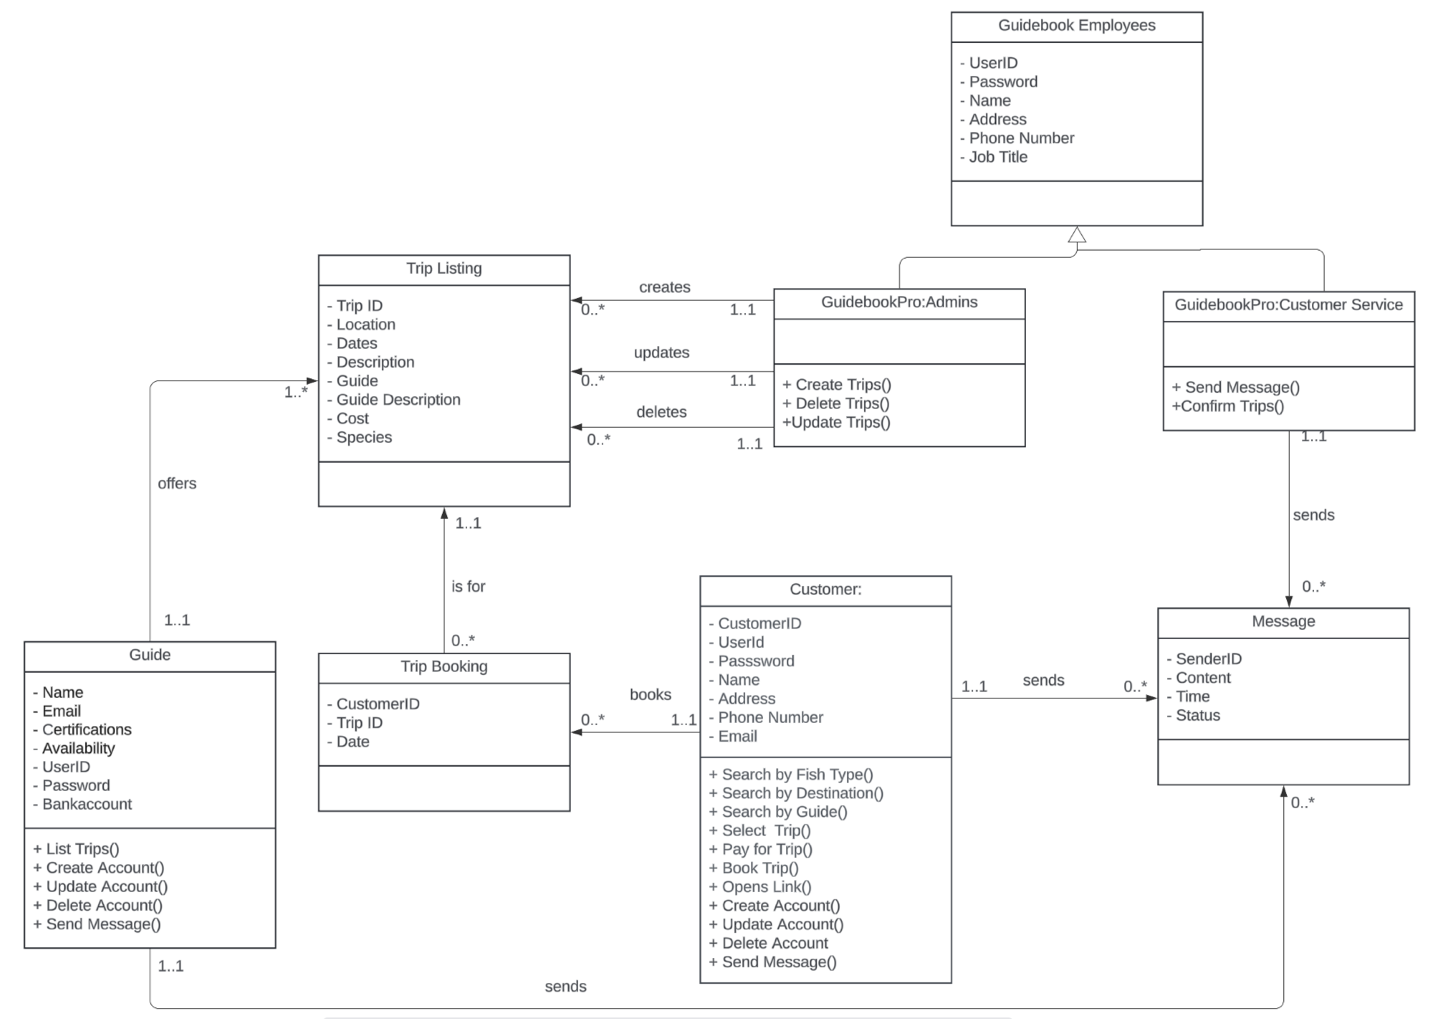 Guidebook Employees
- UserID
- Password
- Name
- Address
- Phone Number
- Job Title
Trip Listing
- Trip ID
- Location
- Dates
- Description
- Guide
- Guide Description
- Cost
- Species
creates
0..*
1..1
updates
0..*
1..1
deletes
0..*
1..1
GuidebookPro:Admins
+ Create Trips()
+ Delete Trips()
+Update Trips()
GuidebookPro:Customer Service
+ Send Message()
+Confirm Trips()
1..1
sends
0..*
1..*
offers
1..1
1..1
is for
0..*
Guide
- Name
- Email
- Certifications
- Availability
- UserID
- Password
- Bankaccount
+ List Trips()
+ Create Account()
+ Update Account()
+ Delete Account()
+ Send Message()
Trip Booking
- CustomerID
- Trip ID
- Date
books
0..*
1..1
Customer:
- CustomerID
- UserId
- Passsword
- Name
- Address
- Phone Number
- Email
+ Search by Fish Type()
+ Search by Destination()
+ Search by Guide()
+ Select  Trip()
+ Pay for Trip()
+ Book Trip()
+ Opens Link()
+ Create Account()
+ Update Account()
+ Delete Account
+ Send Message()
1..1
sends
0..*
Message
- SenderID
- Content
- Time
- Status
0..*
1..1
sends